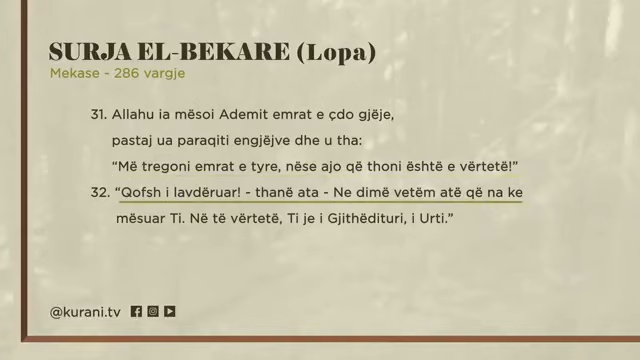 SURJA EL-BEKARE (Lopa)
Mekase - 286 vargje
31. Allahu ia mësoi Ademit emrat e çdo gjëje,
pastaj ua paraqiti engjëjve dhe u tha:
“Më tregoni emrat e tyre, nëse ajo që thoni është e vërtetë!”
32. “Qofsh i lavdëruar! - thanë ata - Ne dimë vetëm atë që na ke
mësuar Ti. Në të vërtetë, Ti je i Gjithëdituri, i Urti.”
@kurani.tv